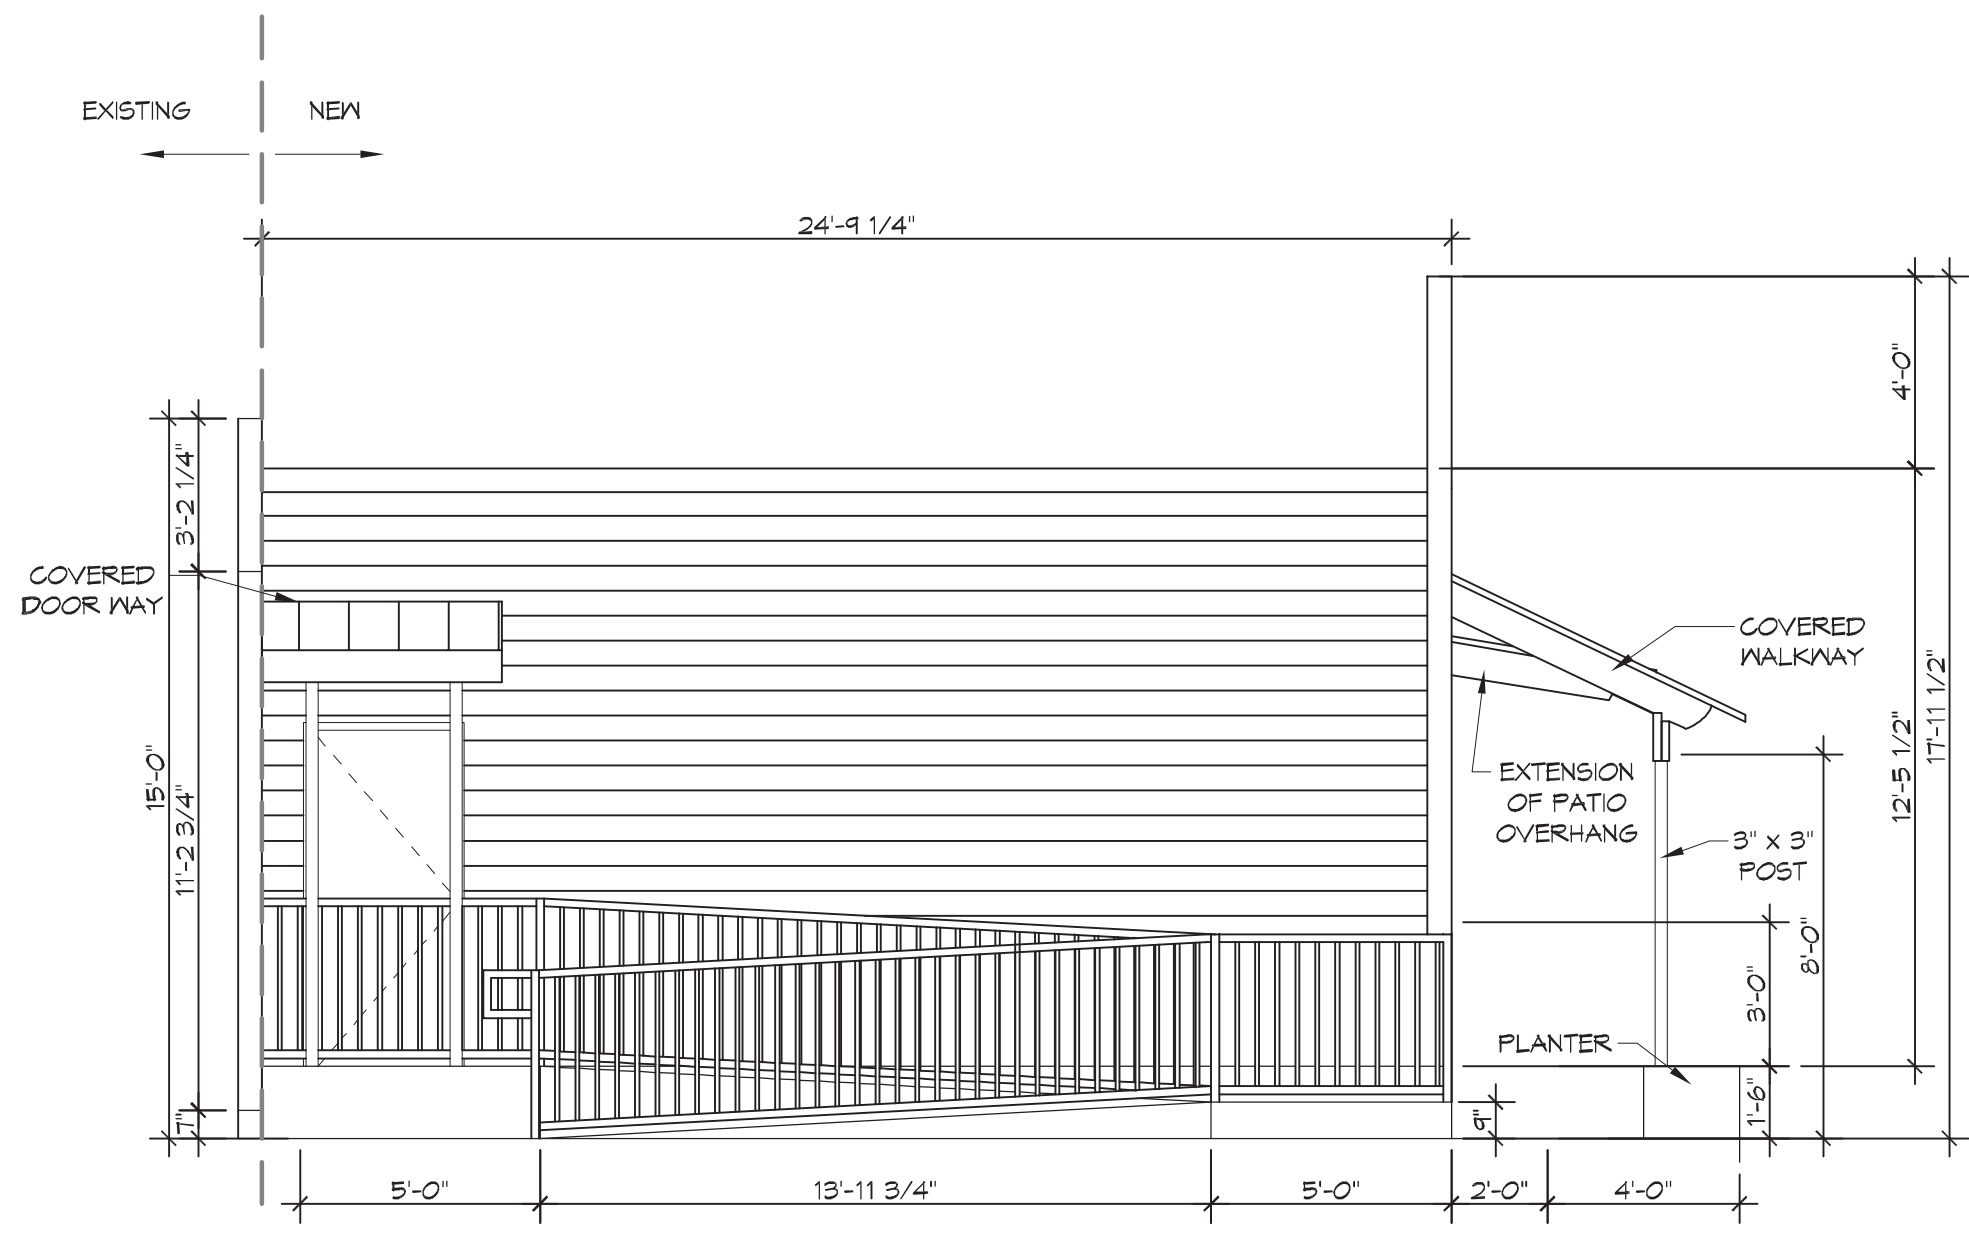 EXISTING
NEW
24'-9 1/4"
4'-0"
17'-11 1/2"
12'-5 1/2"
3'-2 1/4"
15'-0"
11'-2 3/4"
7"
COVERED
DOOR WAY
COVERED
WALKWAY
EXTENSION
OF PATIO
OVERHANG
3" x 3"
POST
8'-0"
3'-0"
PLANTER
1'-6"
9"
5'-0"
13'-11 3/4"
5'-0"
2'-0"
4'-0"